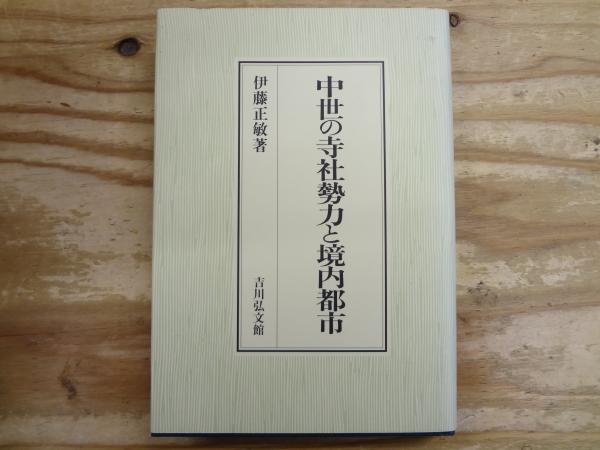 中世の寺社勢力と境内都市
伊藤正敏著
吉川弘文館